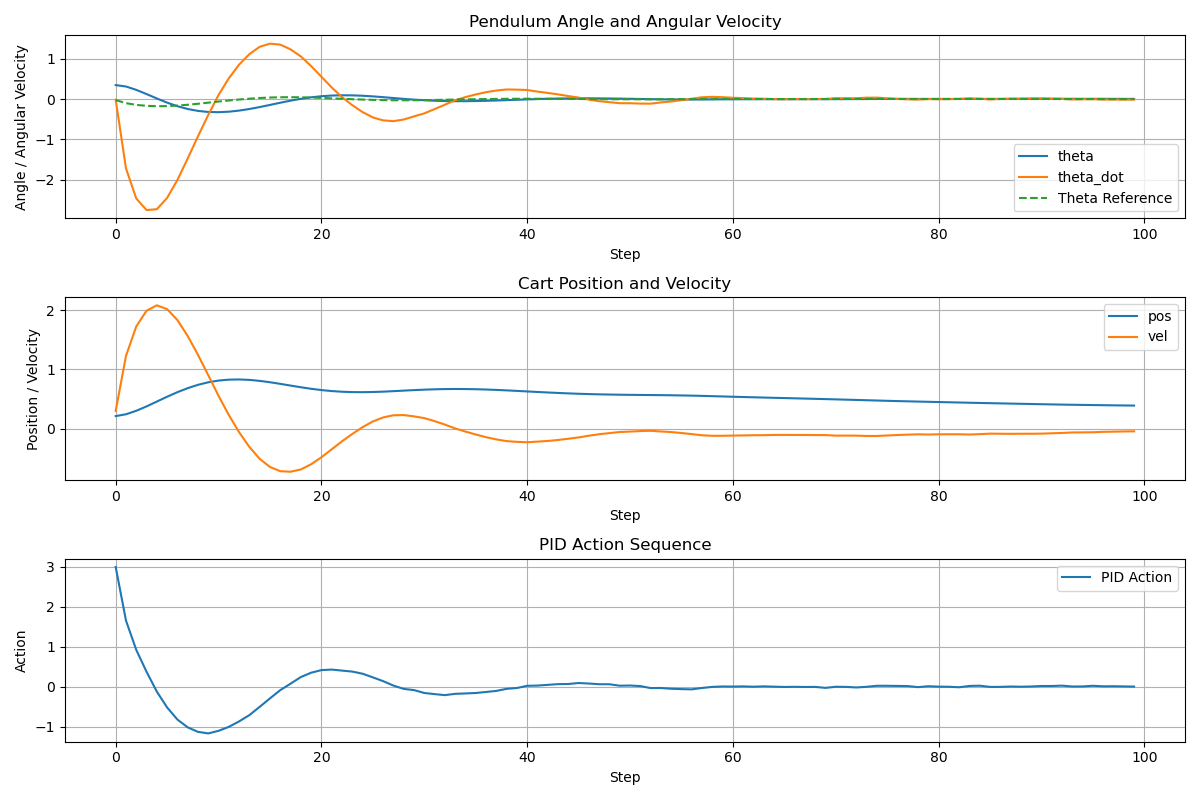 Pendulum Angle and Angular Velocity
Angle / Angular Velocity
1
0
−1
−2
theta
theta_dot
Theta Reference
0 20 40 60 80 100
Step
Cart Position and Velocity
Position / Velocity
2
1
0
pos
vel
0 20 40 60 80 100
Step
PID Action Sequence
Action
3
2
1
0
−1
PID Action
0 20 40 60 80 100
Step